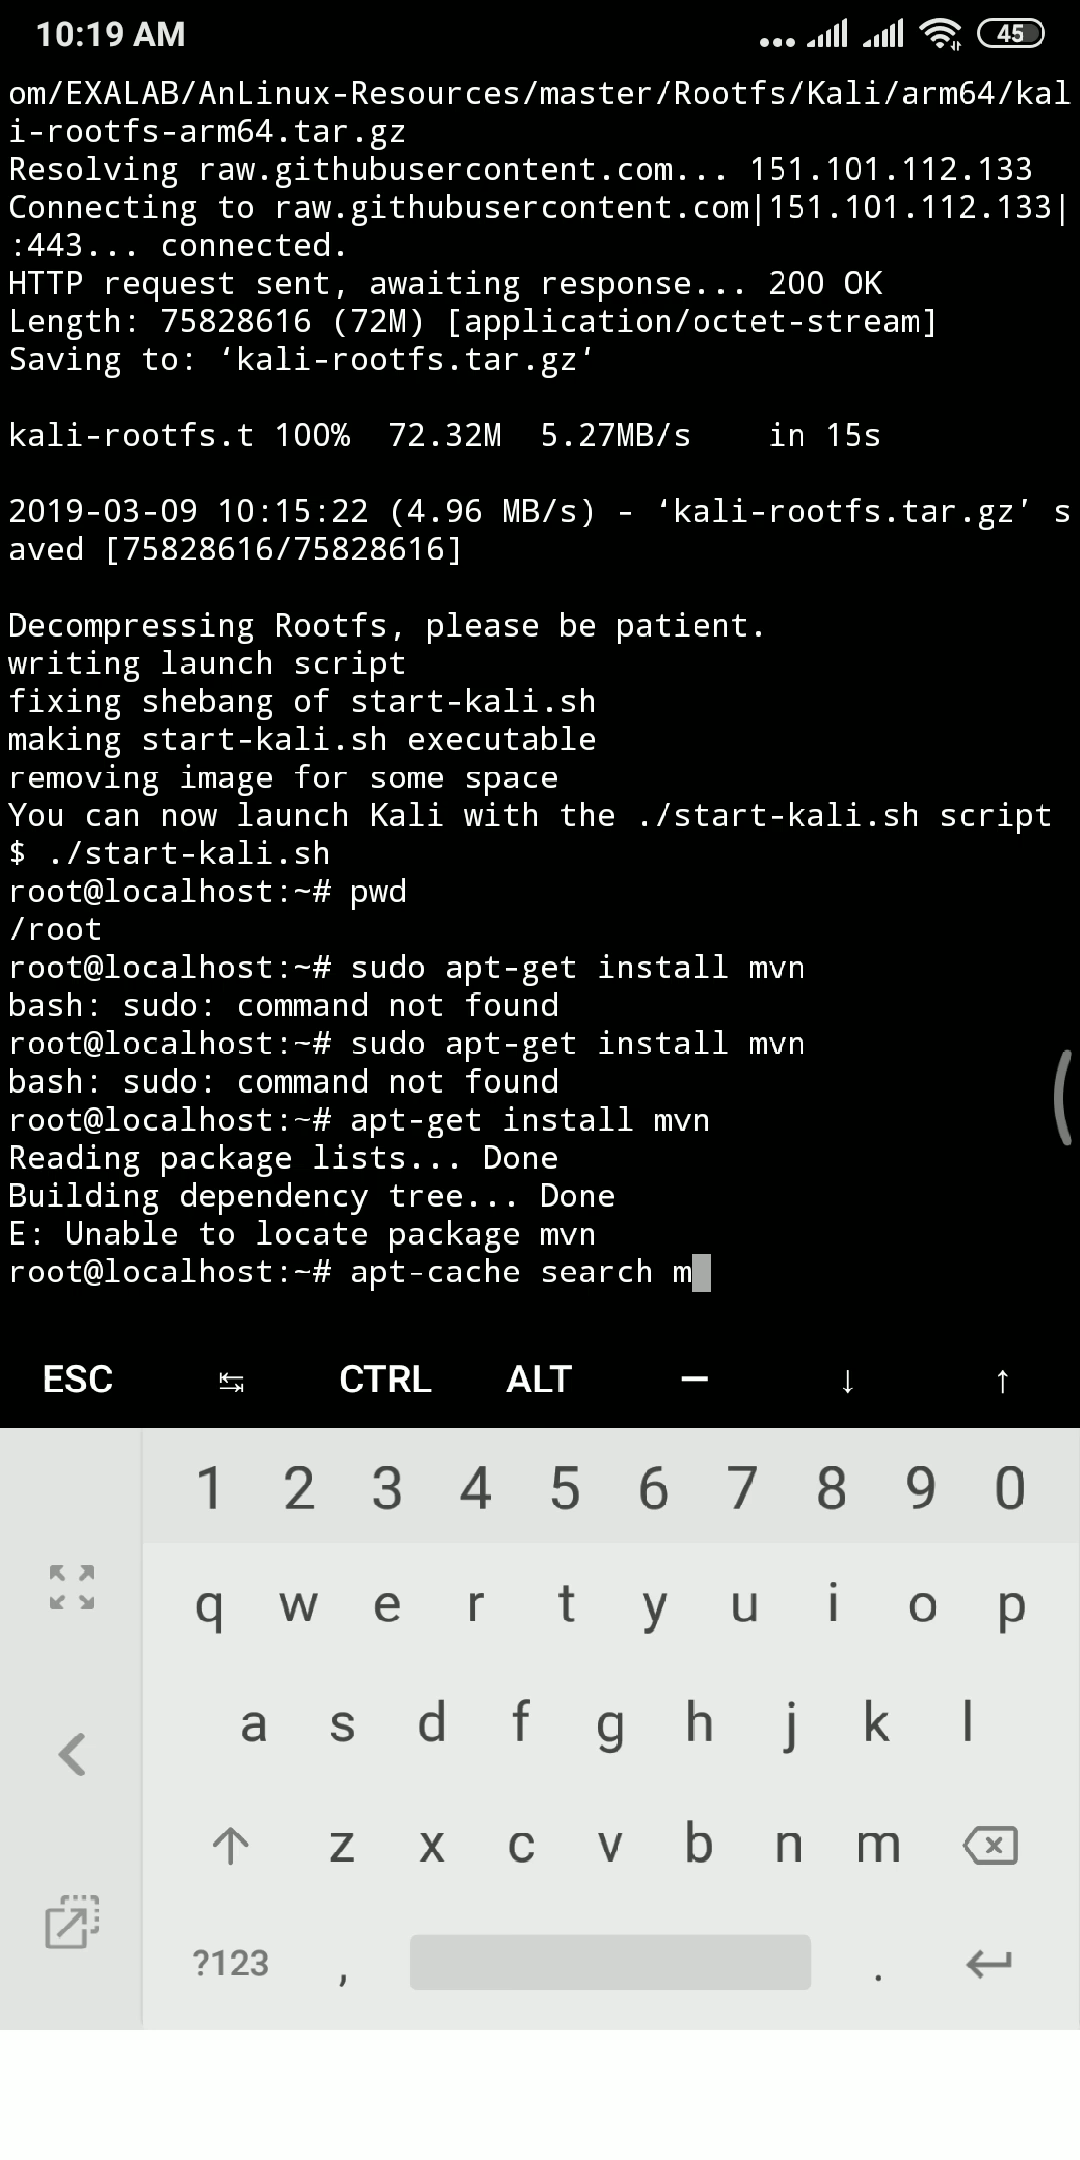 10:19 AM
45
om/EXALAB/AnLinux-Resources/master/Rootfs/Kali/arm64/kal
i-rootfs-arm64.tar.gz
Resolving raw.githubusercontent.com... 151.101.112.133
Connecting to raw.githubusercontent.com|151.101.112.133|
:443... connected.
HTTP request sent, awaiting response... 200 OK
Length: 75828616 (72M) [application/octet-stream]
Saving to: ‘kali-rootfs.tar.gz’
kali-rootfs.t 100% 72.32M 5.27MB/s in 15s
2019-03-09 10:15:22 (4.96 MB/s) - ‘kali-rootfs.tar.gz’ s
aved [75828616/75828616]
Decompressing Rootfs, please be patient.
writing launch script
fixing shebang of start-kali.sh
making start-kali.sh executable
removing image for some space
You can now launch Kali with the ./start-kali.sh script
$ ./start-kali.sh
root@localhost:~# pwd
/root
root@localhost:~# sudo apt-get install mvn
bash: sudo: command not found
root@localhost:~# sudo apt-get install mvn
bash: sudo: command not found
root@localhost:~# apt-get install mvn
Reading package lists... Done
Building dependency tree... Done
E: Unable to locate package mvn
root@localhost:~# apt-cache search m
ESC ↹ CTRL ALT — ↓ ↑
1 2 3 4 5 6 7 8 9 0
q w e r t y u i o p
a s d f g h j k l
z x c v b n m
?123 , .